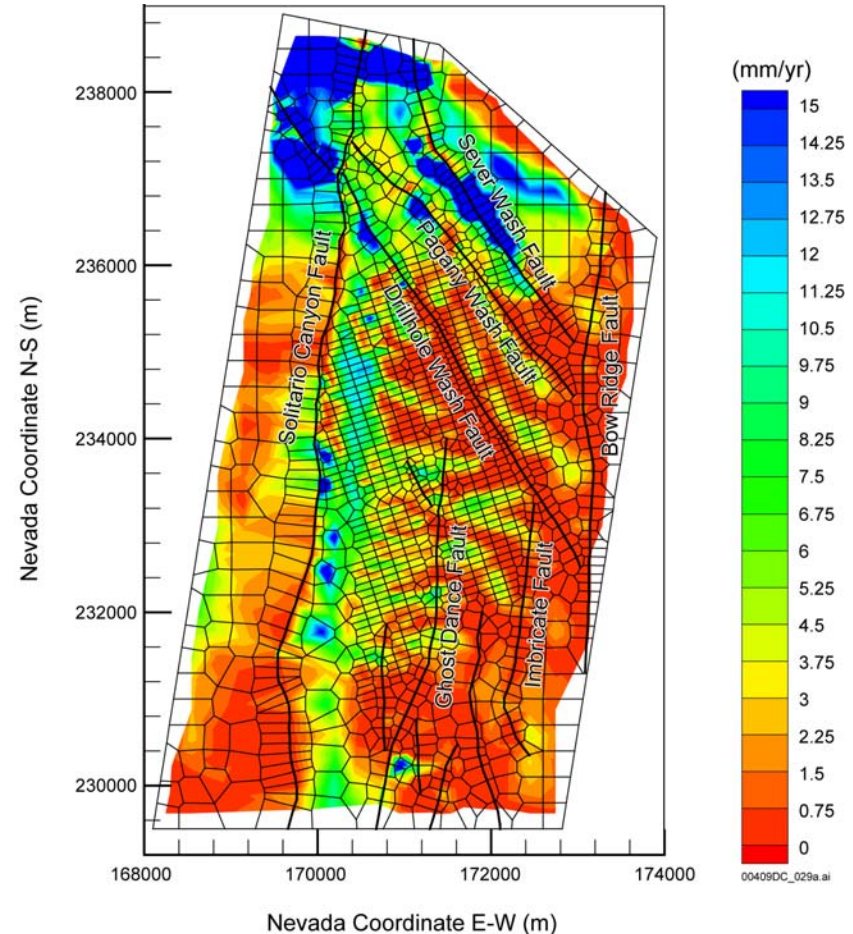 (mm/yr)
15
14.25
13.5
12.75
12
11.25
10.5
9.75
9
8.25
7.5
6.75
6
5.25
4.5
3.75
3
2.25
1.5
0.75
0
00409DC_029a.ai
Nevada Coordinate N-S (m)
238000
236000
234000
232000
230000
Sever Wash Fault
Pagany Wash Fault
Drillhole Wash Fault
Solitario Canyon Fault
Bow Ridge Fault
Ghost Dance Fault
Imbricate Fault
168000
170000
172000
174000
Nevada Coordinate E-W (m)